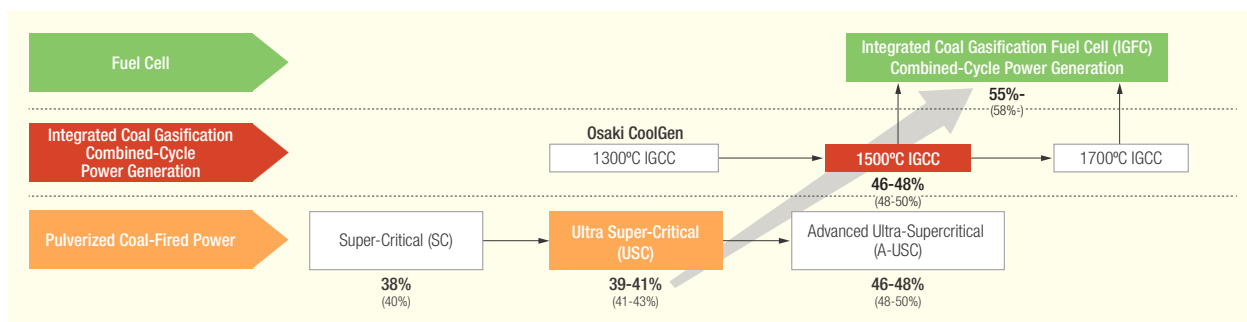 Fuel Cell
Integrated Coal Gasification Fuel Cell (IGFC)
Combined-Cycle Power Generation
55%-
(58%-)
Integrated Coal Gasification
Combined-Cycle
Power Generation
Osaki CoolGen
1300ºC IGCC
1500ºC IGCC
46-48%
(48-50%)
1700ºC IGCC
Pulverized Coal-Fired Power
Super-Critical (SC)
38%
(40%)
Ultra Super-Critical
(USC)
39-41%
(41-43%)
Advanced Ultra-Supercritical
(A-USC)
46-48%
(48-50%)